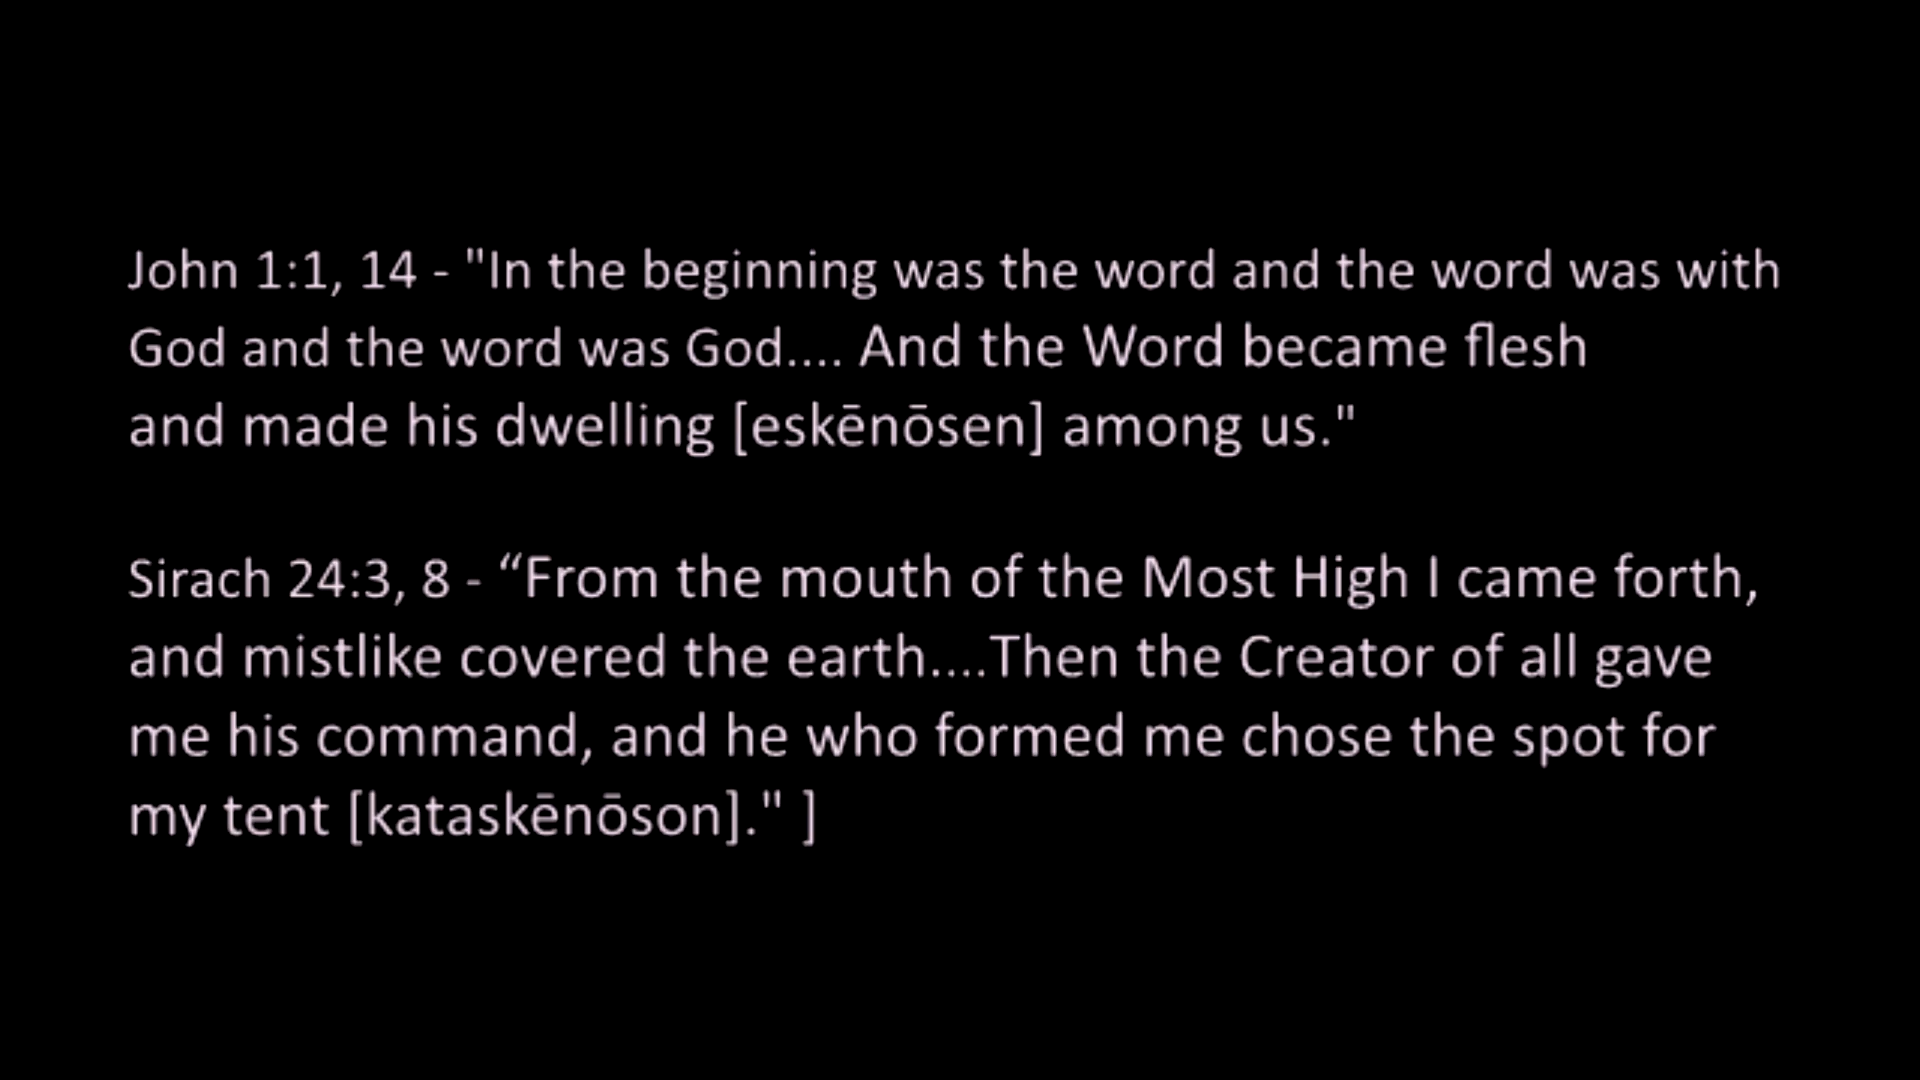 John 1:1, 14 - "In the beginning was the word and the word was with
God and the word was God.... And the Word became flesh
and made his dwelling [eskēnōsen] among us."
Sirach 24:3, 8 - “From the mouth of the Most High I came forth,
and mistlike covered the earth....Then the Creator of all gave
me his command, and he who formed me chose the spot for
my tent [kataskēnōson]." ]